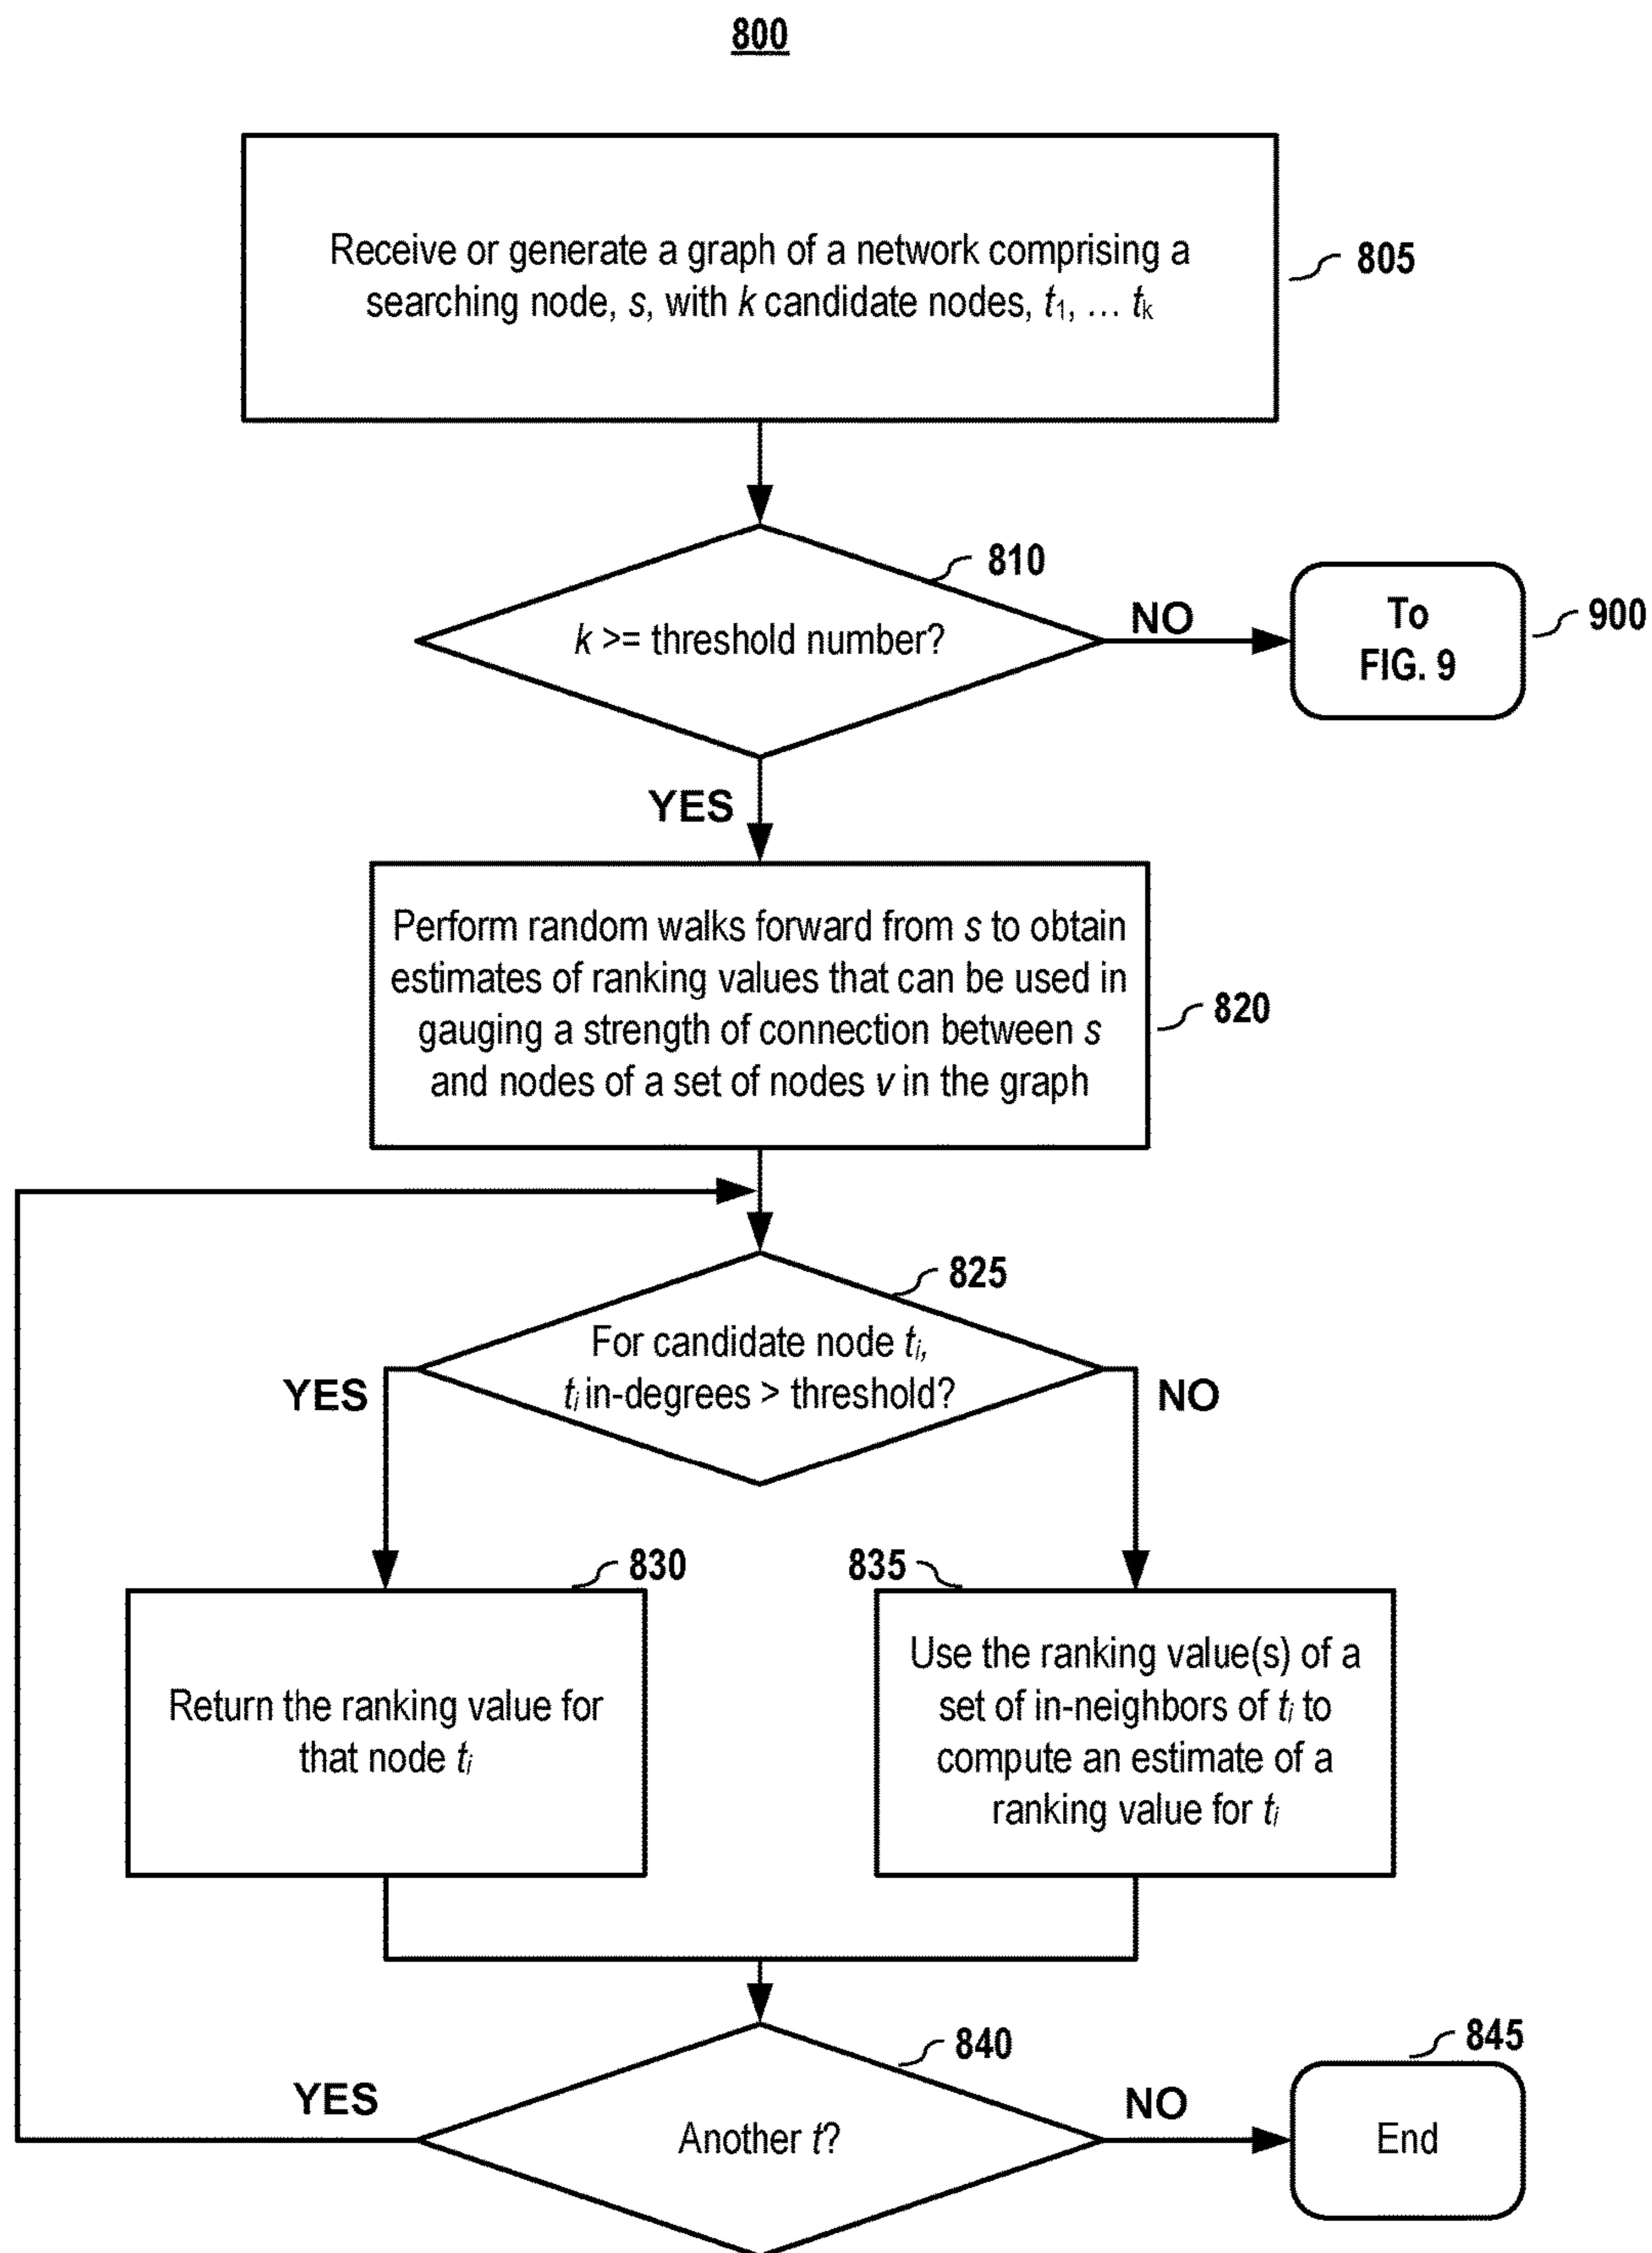 800
Receive or generate a graph of a network comprising a
searching node, s, with k candidate nodes, t1, … tk
805
810
k >= threshold number?
NO
To
FIG. 9
900
YES
Perform random walks forward from s to obtain
estimates of ranking values that can be used in
gauging a strength of connection between s
and nodes of a set of nodes v in the graph
820
825
For candidate node ti,
ti in-degrees > threshold?
YES
NO
830
835
Return the ranking value for
that node ti
Use the ranking value(s) of a
set of in-neighbors of ti to
compute an estimate of a
ranking value for ti
840
845
YES
Another t?
NO
End